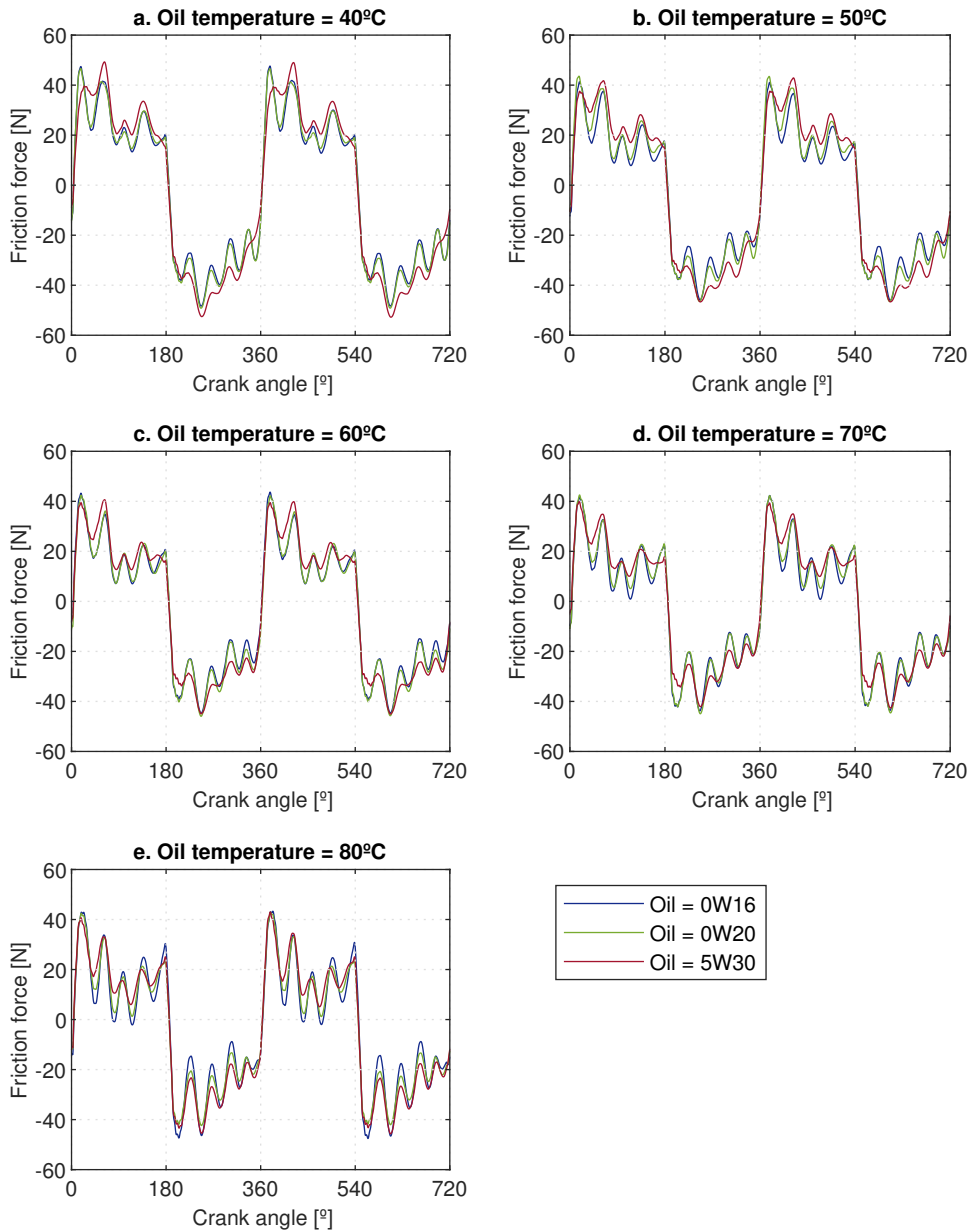 a. Oil temperature = 40ºC
60
40
20
0
-20
-40
-60
Friction force [N]
0 180 360 540 720
Crank angle [º]
b. Oil temperature = 50ºC
60
40
20
0
-20
-40
-60
Friction force [N]
0 180 360 540 720
Crank angle [º]
c. Oil temperature = 60ºC
60
40
20
0
-20
-40
-60
Friction force [N]
0 180 360 540 720
Crank angle [º]
d. Oil temperature = 70ºC
60
40
20
0
-20
-40
-60
Friction force [N]
0 180 360 540 720
Crank angle [º]
e. Oil temperature = 80ºC
60
40
20
0
-20
-40
-60
Friction force [N]
0 180 360 540 720
Crank angle [º]
Oil = 0W16
Oil = 0W20
Oil = 5W30